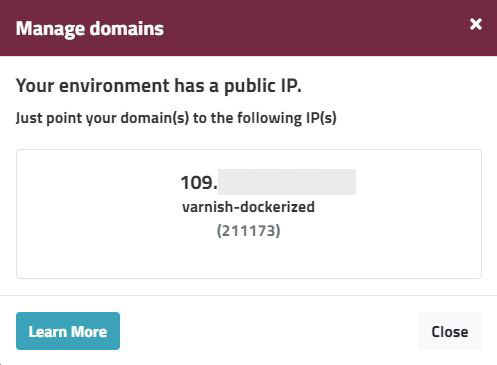 Manage domains
Your environment has a public IP.
Just point your domain(s) to the following IP(s)
109.
varnish-dockerized
(211173)
Learn More
Close